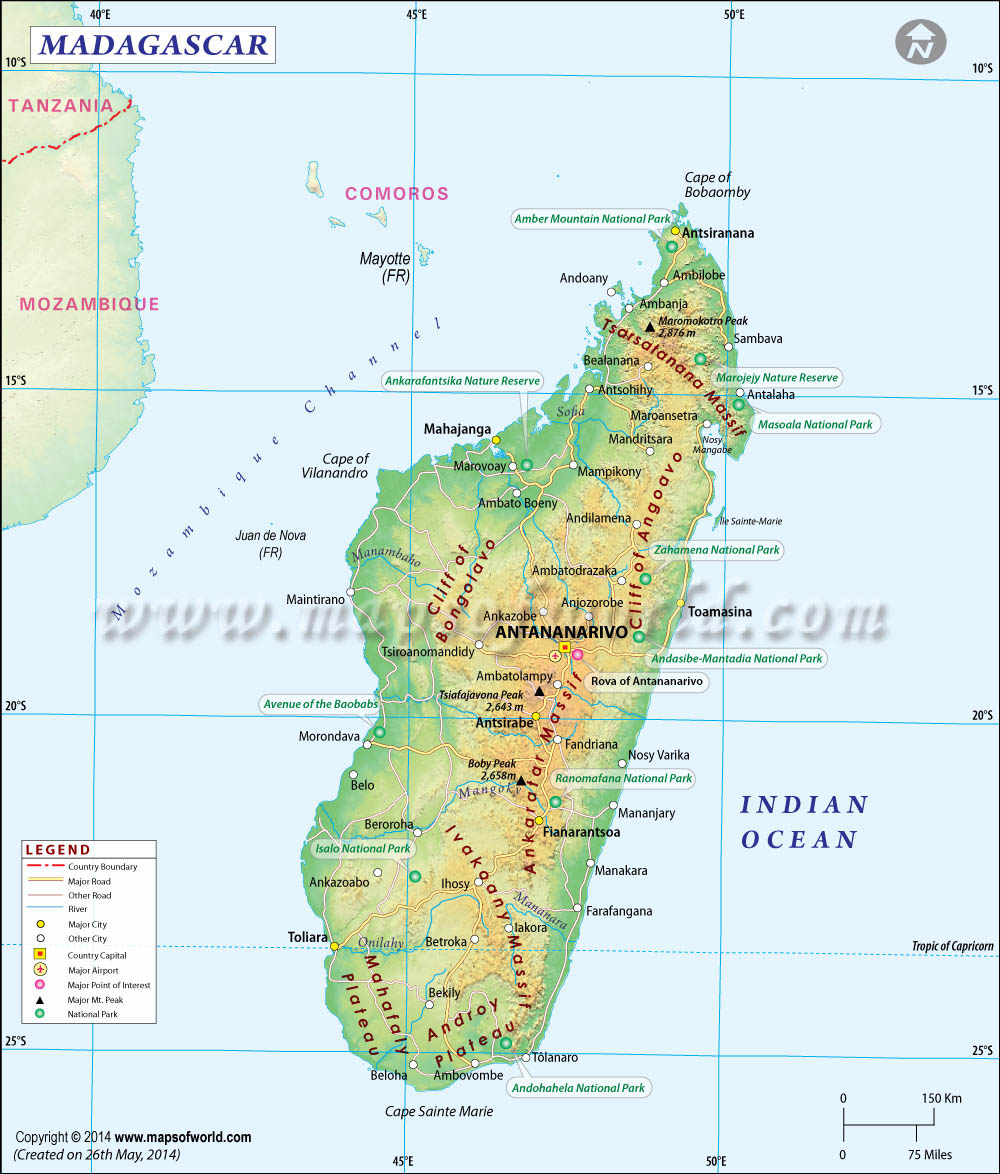 40°E
45°E
50°E
MADAGASCAR
N
10°S
10°S
TANZANIA
COMOROS
Cape of
Bobaomby
Amber Mountain National Park
Antsiranana
Mayotte
(FR)
Andoany
Ambilobe
MOZAMBIQUE
Ambanja
Maromokotro Peak
2,876 m
Tsarsatanana Massif
Sambava
Bealanana
Ankarafantsika Nature Reserve
Marojejy Nature Reserve
15°S
15°S
Antsohihy
Antalaha
Sofia
Maroansetra
Masoala National Park
Mahajanga
Mandritsara
Nosy
Mangabe
Cape of
Vilanandro
Marovoay
Mampikony
Mozambique Channel
Ambato Boeny
Andilamena
Île Sainte-Marie
Juan de Nova
(FR)
Manambaho
Cliff of
Bongolavo
Cliff of Angoavo
Zahamena National Park
Ambatodrazaka
Maintirano
Anjozorobe
Ankazobe
Toamasina
www.mapsofworld.com
ANTANANARIVO
Tsiroanomandidy
Andasibe-Mantadia National Park
Ambatolampy
Rova of Antananarivo
Tsiafajavona Peak
2,643 m
Avenue of the Baobabs
20°S
20°S
Antsirabe
Morondava
Fandriana
Nosy Varika
Boby Peak
2,658m
Ranomafana National Park
Belo
Mangoky
Ankaratar Massif
INDIAN
OCEAN
Mananjary
Beroroha
Fianarantsoa
Isalo National Park
Ivakoany Massif
Manakara
Ankazoabo
Ihosy
Mananara
Farafangana
Iakora
Toliara
Onilahy
Betroka
Tropic of Capricorn
Mahafaly
Plateau
Bekily
Androy
Plateau
25°S
25°S
Tôlanaro
Beloha
Ambovombe
Andohahela National Park
Cape Sainte Marie
LEGEND
Country Boundary
Major Road
Other Road
River
Major City
Other City
Country Capital
Major Airport
Major Point of Interest
Major Mt. Peak
National Park
0
150 Km
0
75 Miles
Copyright © 2014 www.mapsofworld.com
(Created on 26th May, 2014)
45°E
50°E